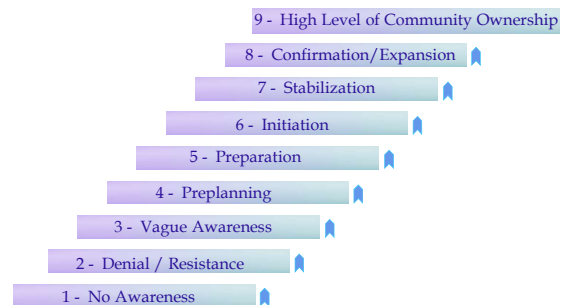 9 - High Level of Community Ownership
8 - Confirmation/Expansion
7 - Stabilization
6 - Initiation
5 - Preparation
4 - Preplanning
3 - Vague Awareness
2 - Denial / Resistance
1 - No Awareness